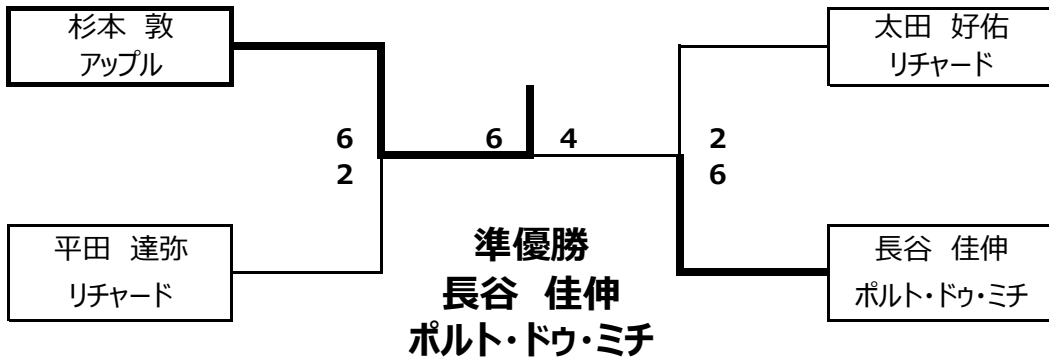 杉本 敦
アップル
太田 好佑
リチャード
6 6 4 2
2 6
平田 達弥
リチャード
準優勝
長谷 佳伸
ポルト・ドゥ・ミチ
長谷 佳伸
ポルト・ドゥ・ミチ